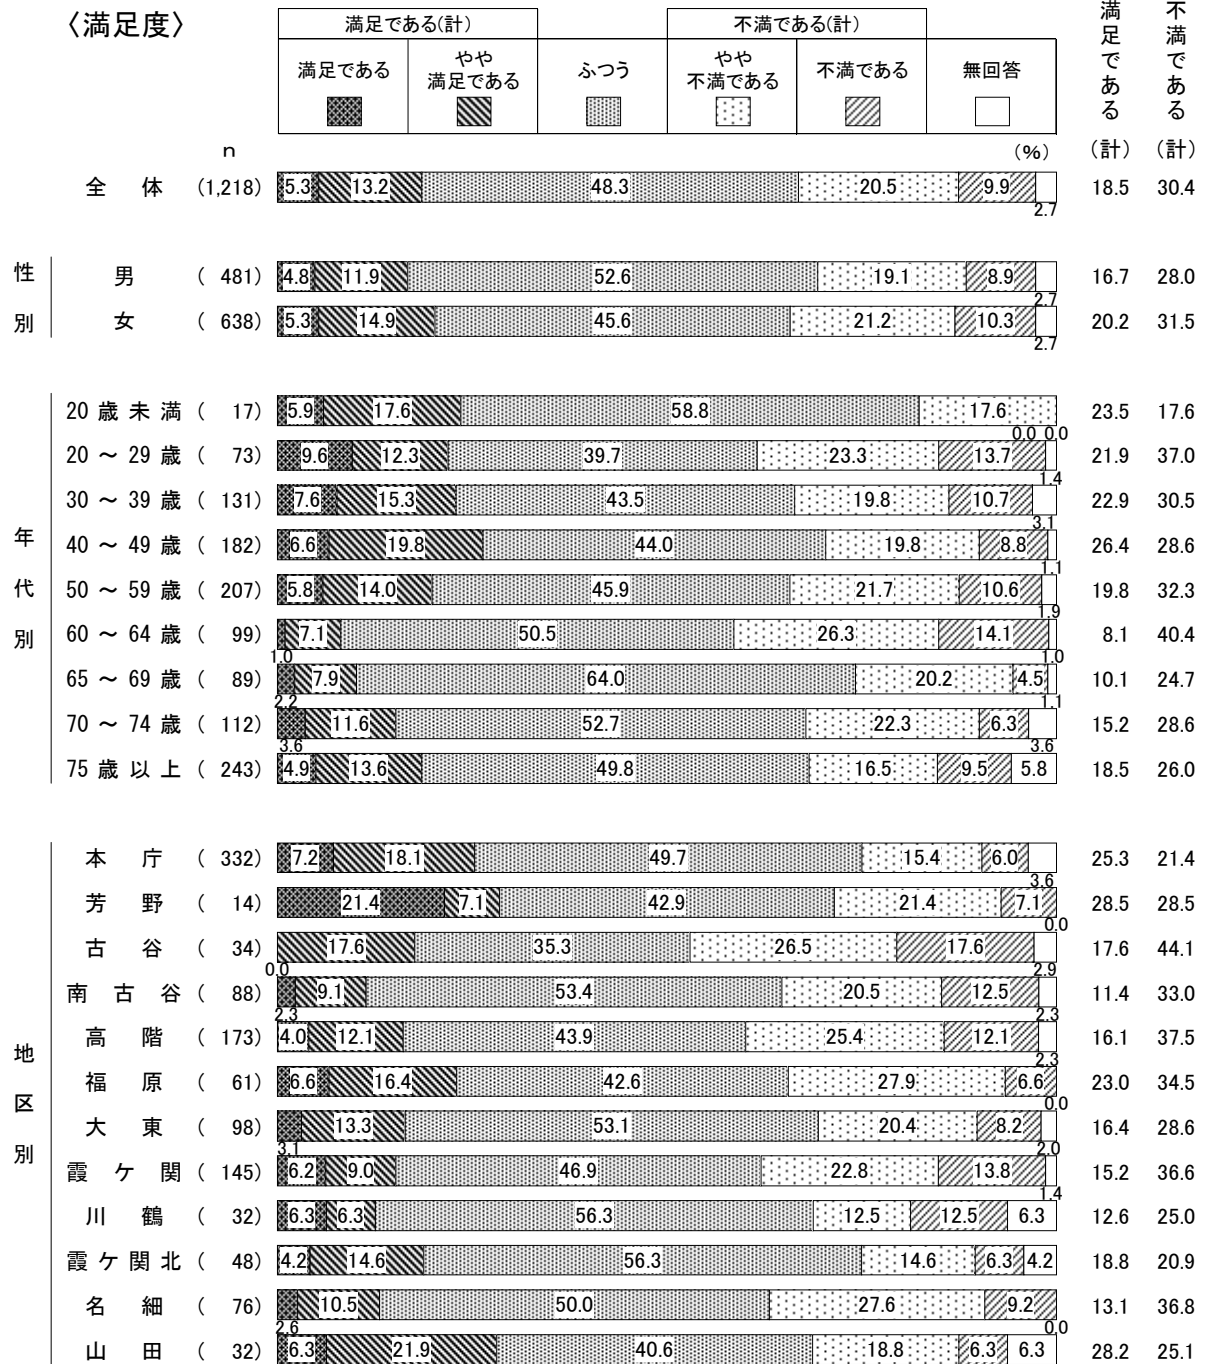 〈満足度〉
満足である(計) 不満である(計)
満足である やや満足である ふつう やや不満である 不満である 無回答
満足である(計) 不満である(計)
n (%)
全体 (1,218) 5.3 13.2 48.3 20.5 9.9 2.7 18.5 30.4
性別
男 ( 481) 4.8 11.9 52.6 19.1 8.9 2.7 16.7 28.0
女 ( 638) 5.3 14.9 45.6 21.2 10.3 2.7 20.2 31.5
年代別
20歳未満 ( 17) 5.9 17.6 58.8 17.6 0.0 0.0 23.5 17.6
20～29歳 ( 73) 9.6 12.3 39.7 23.3 13.7 1.4 21.9 37.0
30～39歳 ( 131) 7.6 15.3 43.5 19.8 10.7 3.1 22.9 30.5
40～49歳 ( 182) 6.6 19.8 44.0 19.8 8.8 1.1 26.4 28.6
50～59歳 ( 207) 5.8 14.0 45.9 21.7 10.6 1.9 19.8 32.3
60～64歳 ( 99) 1.0 7.1 50.5 26.3 14.1 1.0 8.1 40.4
65～69歳 ( 89) 2.2 7.9 64.0 20.2 4.5 1.1 10.1 24.7
70～74歳 ( 112) 3.6 11.6 52.7 22.3 6.3 3.6 15.2 28.6
75歳以上 ( 243) 4.9 13.6 49.8 16.5 9.5 5.8 18.5 26.0
地区別
本庁 ( 332) 7.2 18.1 49.7 15.4 6.0 3.6 25.3 21.4
芳野 ( 14) 21.4 7.1 42.9 21.4 7.1 0.0 28.5 28.5
古谷 ( 34) 0.0 17.6 35.3 26.5 17.6 2.9 17.6 44.1
南古谷 ( 88) 2.3 9.1 53.4 20.5 12.5 2.3 11.4 33.0
高階 ( 173) 4.0 12.1 43.9 25.4 12.1 2.3 16.1 37.5
福原 ( 61) 6.6 16.4 42.6 27.9 6.6 0.0 23.0 34.5
大東 ( 98) 3.1 13.3 53.1 20.4 8.2 2.0 16.4 28.6
霞ケ関 ( 145) 6.2 9.0 46.9 22.8 13.8 1.4 15.2 36.6
川鶴 ( 32) 6.3 6.3 56.3 12.5 12.5 6.3 12.6 25.0
霞ケ関北 ( 48) 4.2 14.6 56.3 14.6 6.3 4.2 18.8 20.9
名細 ( 76) 2.6 10.5 50.0 27.6 9.2 0.0 13.1 36.8
山田 ( 32) 6.3 21.9 40.6 18.8 6.3 6.3 28.2 25.1